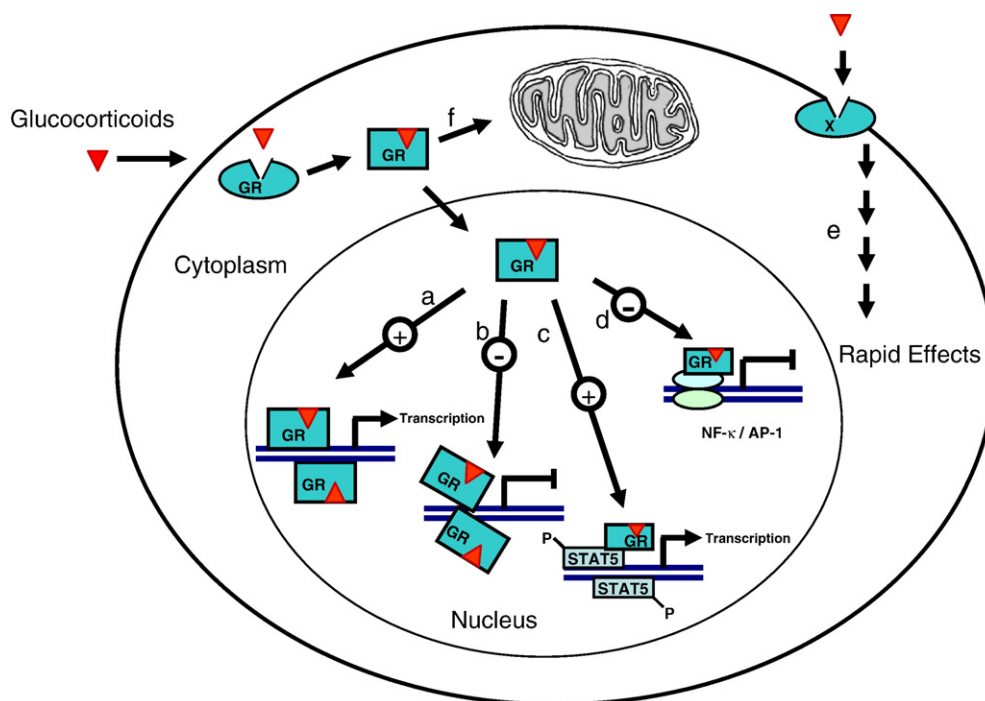 Glucocorticoids
GR
GR
f
X
e
Rapid Effects
Cytoplasm
GR
a
+
b
-
c
+
d
-
GR
NF-κ / AP-1
GR
GR
Transcription
GR
GR
P
STAT5
GR
Transcription
STAT5
P
Nucleus